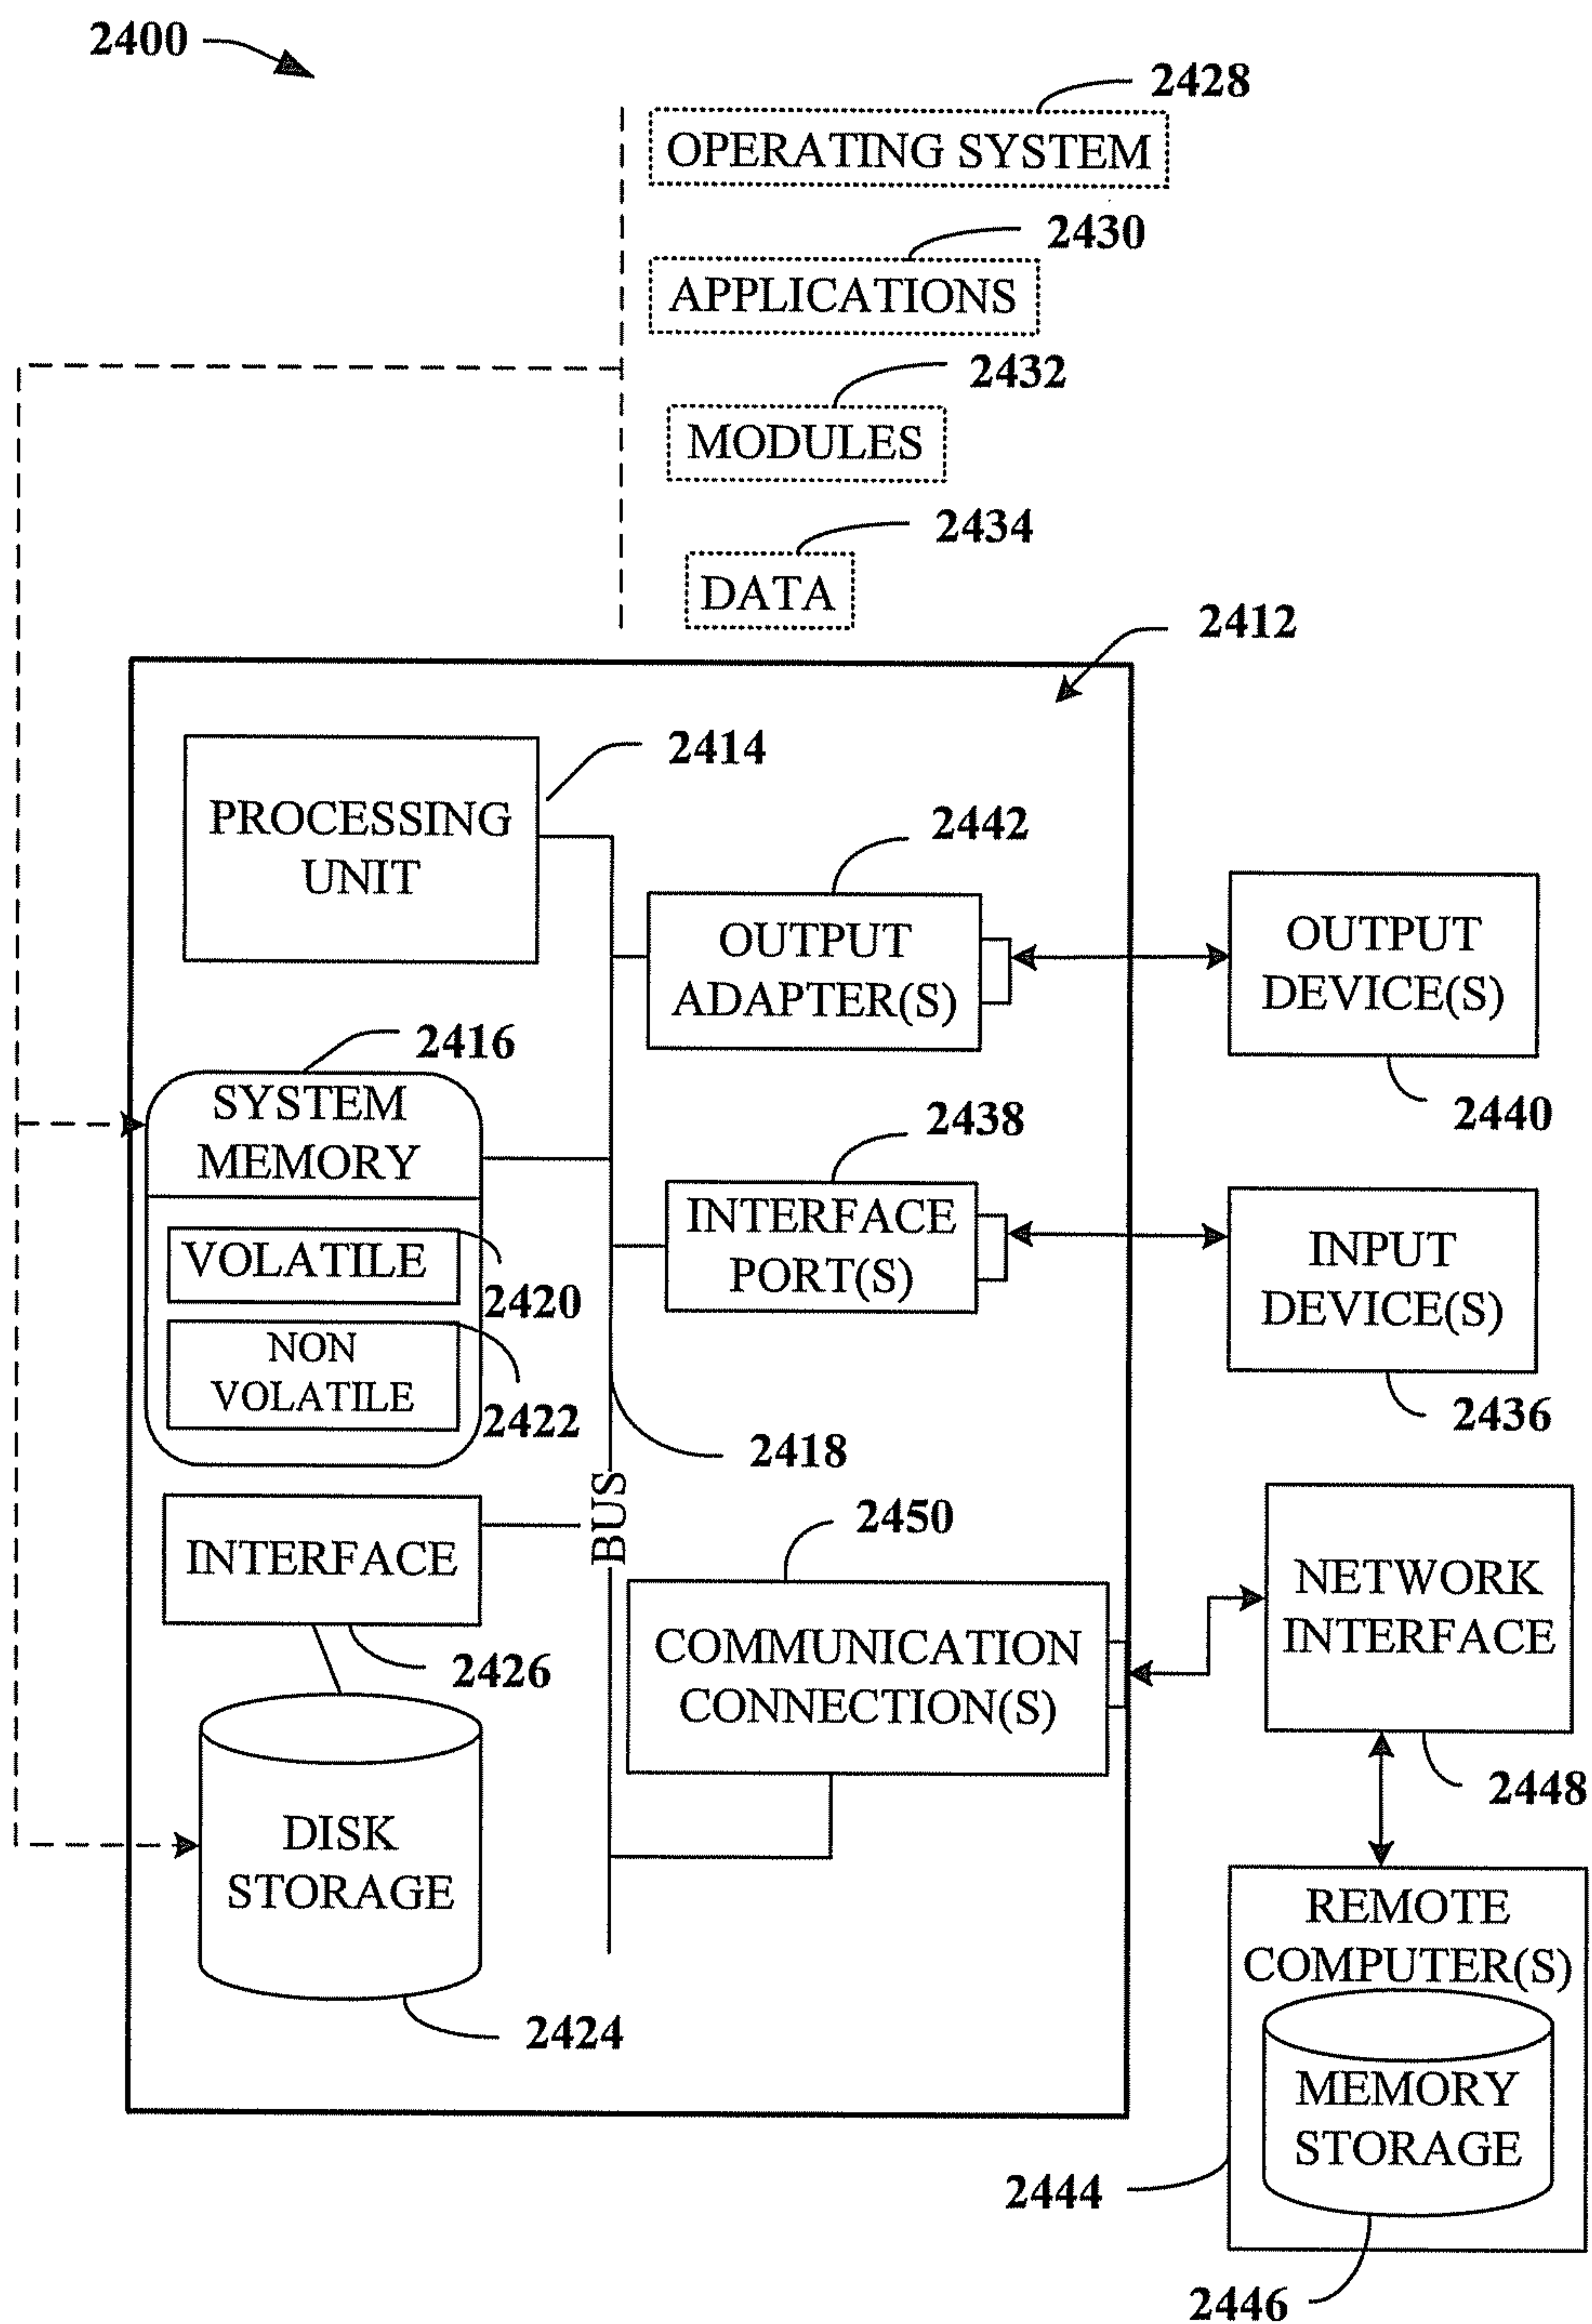 2400
2428
OPERATING SYSTEM
2430
APPLICATIONS
2432
MODULES
2434
DATA
2412
2414
PROCESSING
UNIT
2442
OUTPUT
ADAPTER(S)
OUTPUT
DEVICE(S)
2440
2416
SYSTEM
MEMORY
2438
INTERFACE
PORT(S)
INPUT
DEVICE(S)
2436
VOLATILE
2420
NON
VOLATILE
2422
2418
BUS
INTERFACE
2426
2450
COMMUNICATION
CONNECTION(S)
NETWORK
INTERFACE
2448
DISK
STORAGE
2424
REMOTE
COMPUTER(S)
MEMORY
STORAGE
2444
2446